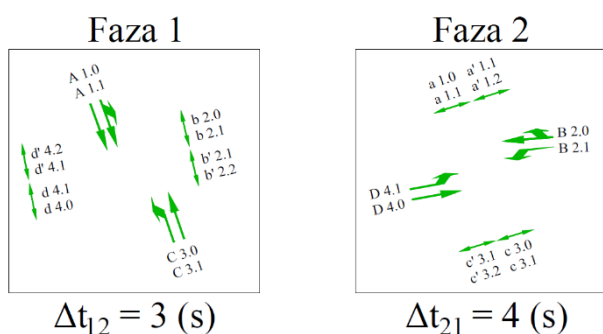 Faza 1
A 1.0
A 1.1
b 2.0
b 2.1
b' 2.1
b' 2.2
d' 4.2
d' 4.1
d 4.1
d 4.0
C 3.0
C 3.1
Δt12 = 3 (s)
Faza 2
a 1.0
a 1.1
a' 1.1
a' 1.2
B 2.0
B 2.1
D 4.1
D 4.0
c' 3.1
c' 3.2
c 3.0
c 3.1
Δt21 = 4 (s)